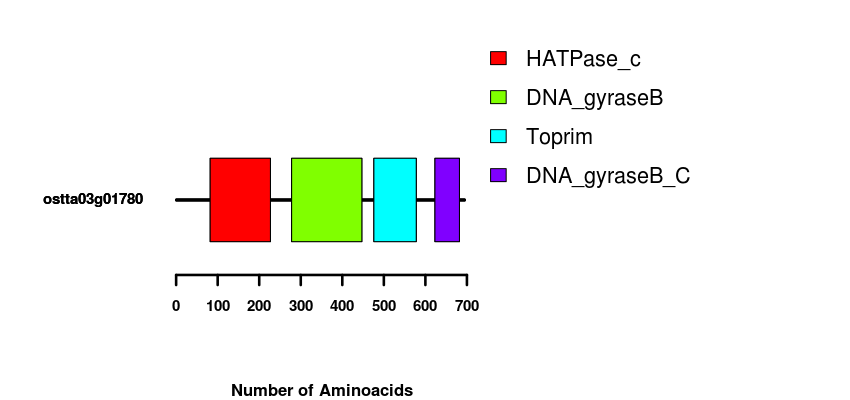 HATPase_c
DNA_gyraseB
Toprim
DNA_gyraseB_C
ostta03g01780
0 100 200 300 400 500 600 700
Number of Aminoacids